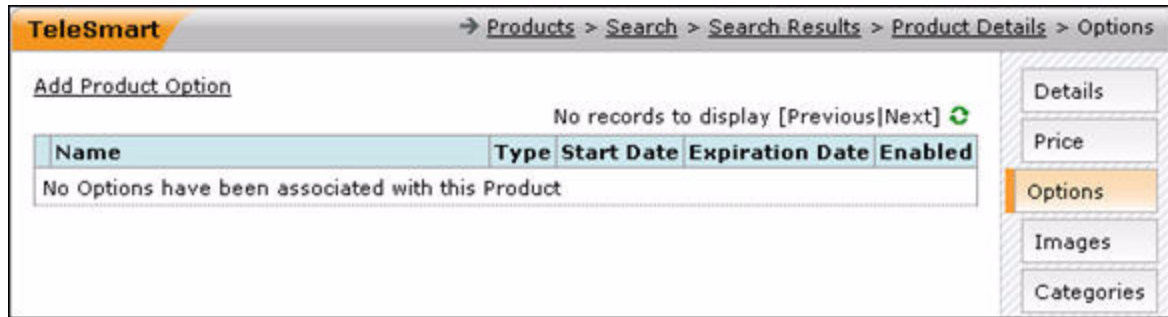 TeleSmart
→ Products > Search > Search Results > Product Details > Options
Add Product Option
No records to display [Previous|Next]
Name Type Start Date Expiration Date Enabled
No Options have been associated with this Product
Details
Price
Options
Images
Categories